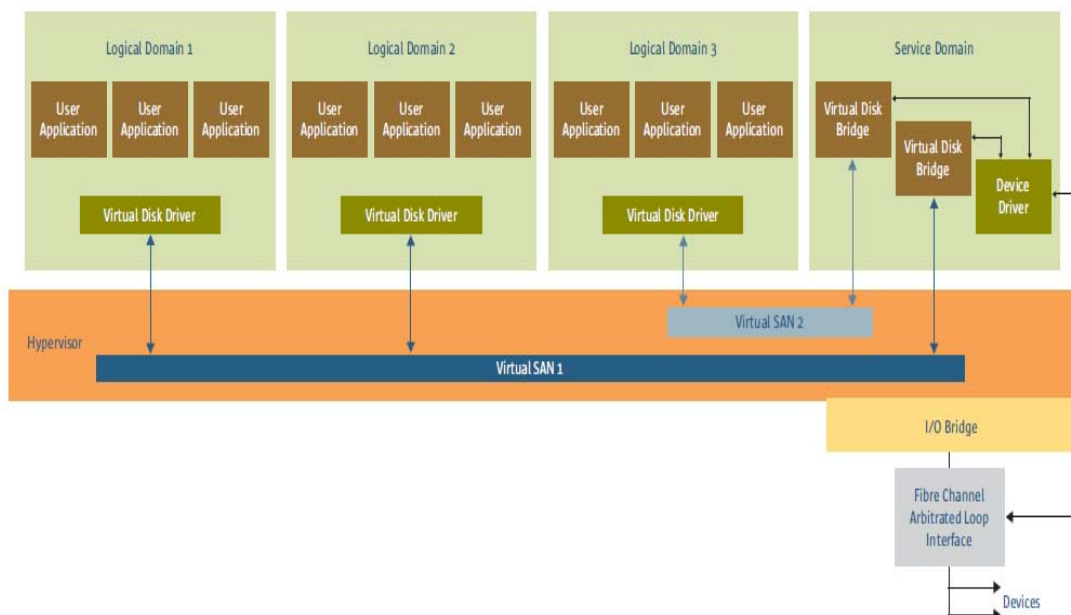 Logical Domain 1
Logical Domain 2
Logical Domain 3
Service Domain
User
Application
User
Application
User
Application
User
Application
User
Application
User
Application
User
Application
User
Application
User
Application
Virtual Disk
Bridge
Virtual Disk
Bridge
Device
Driver
Virtual Disk Driver
Virtual Disk Driver
Virtual Disk Driver
Virtual SAN 2
Hypervisor
Virtual SAN 1
I/O Bridge
Fibre Channel
Arbitrated Loop
Interface
Devices